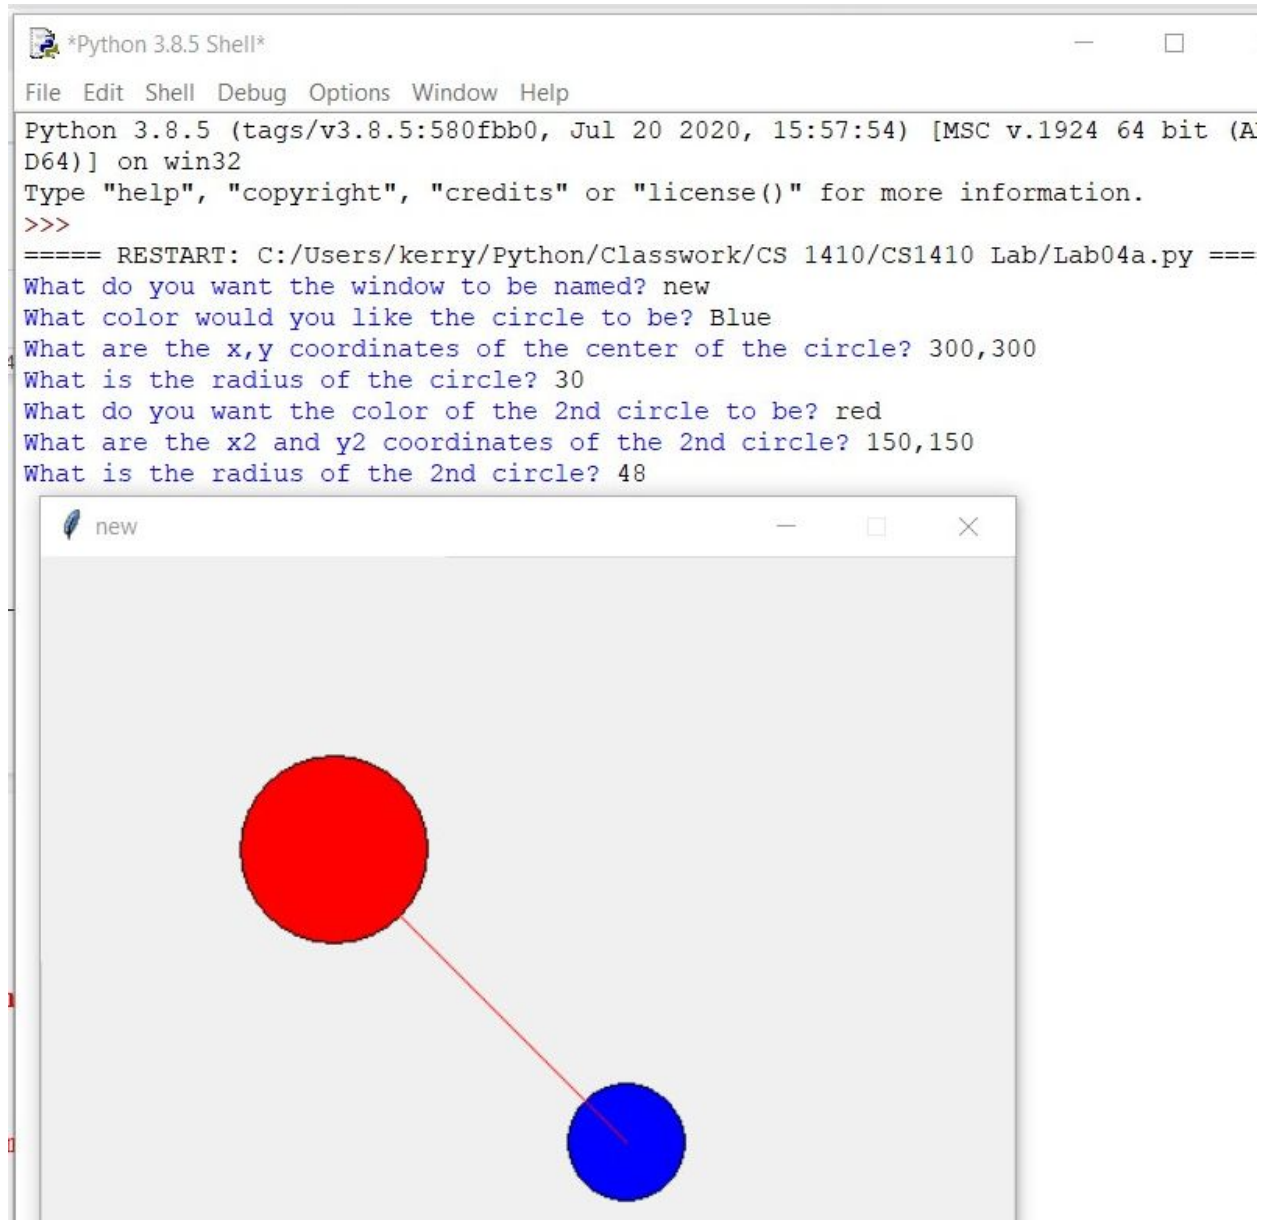 *Python 3.8.5 Shell*
File Edit Shell Debug Options Window Help
Python 3.8.5 (tags/v3.8.5:580fbb0, Jul 20 2020, 15:57:54) [MSC v.1924 64 bit (A
D64)] on win32
Type "help", "copyright", "credits" or "license()" for more information.
>>>
===== RESTART: C:/Users/kerry/Python/Classwork/CS 1410/CS1410 Lab/Lab04a.py ====
What do you want the window to be named? new
What color would you like the circle to be? Blue
What are the x,y coordinates of the center of the circle? 300,300
What is the radius of the circle? 30
What do you want the color of the 2nd circle to be? red
What are the x2 and y2 coordinates of the 2nd circle? 150,150
What is the radius of the 2nd circle? 48
new